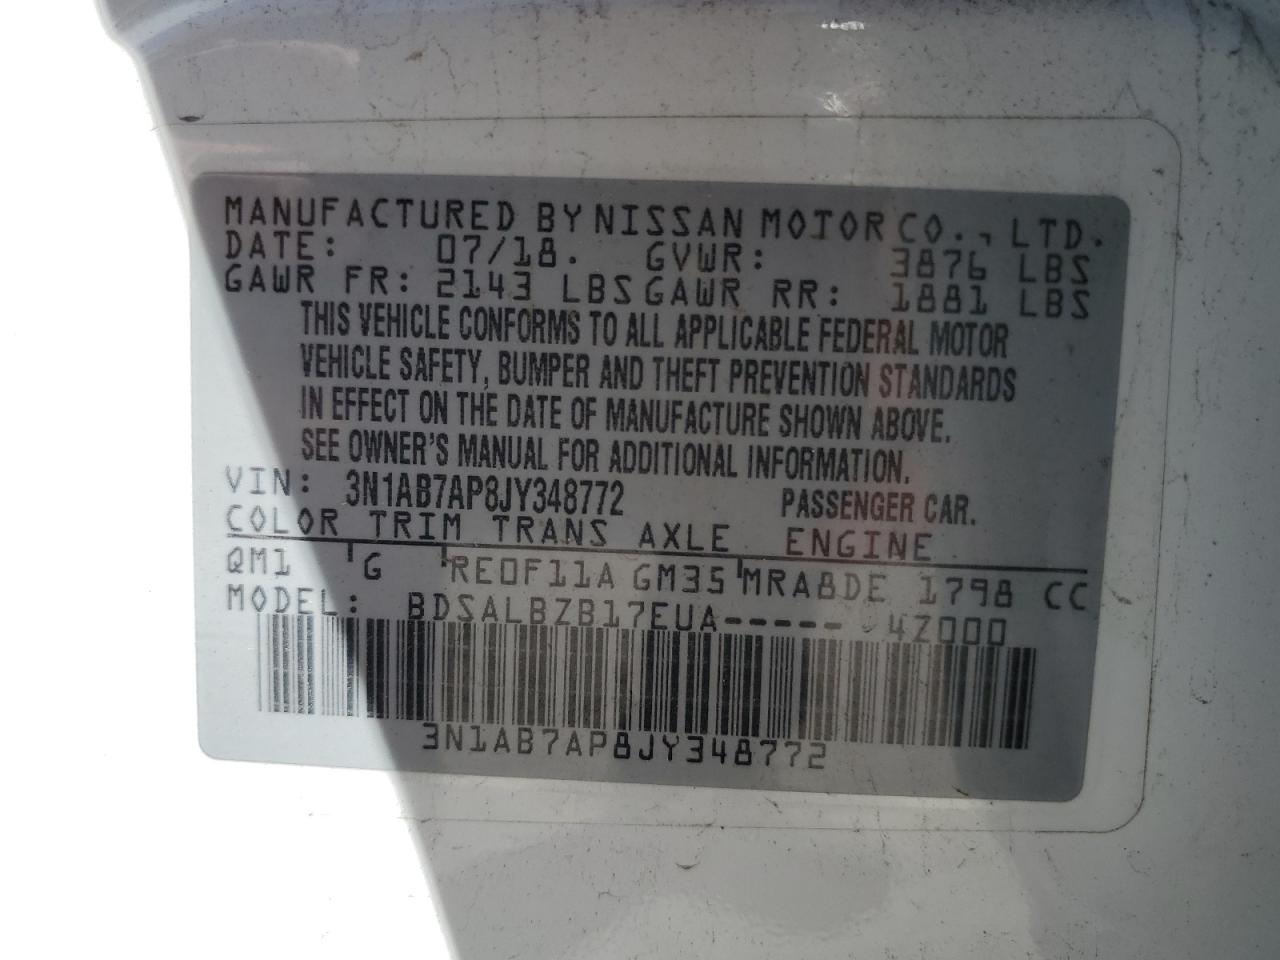 MANUFACTURED BY NISSAN MOTOR CO., LTD.
DATE: 07/18. GVWR: 3876 LBS
GAWR FR: 2143 LBS GAWR RR: 1881 LBS
THIS VEHICLE CONFORMS TO ALL APPLICABLE FEDERAL MOTOR
VEHICLE SAFETY, BUMPER AND THEFT PREVENTION STANDARDS
IN EFFECT ON THE DATE OF MANUFACTURE SHOWN ABOVE.
SEE OWNER'S MANUAL FOR ADDITIONAL INFORMATION.
VIN: 3N1AB7AP8JY348772 PASSENGER CAR.
COLOR TRIM TRANS AXLE ENGINE
QM1 G RE0F11A GM35 MRA8DE 1798 CC
MODEL: BDSALBZB17EUA----- 4Z000
3N1AB7AP8JY348772